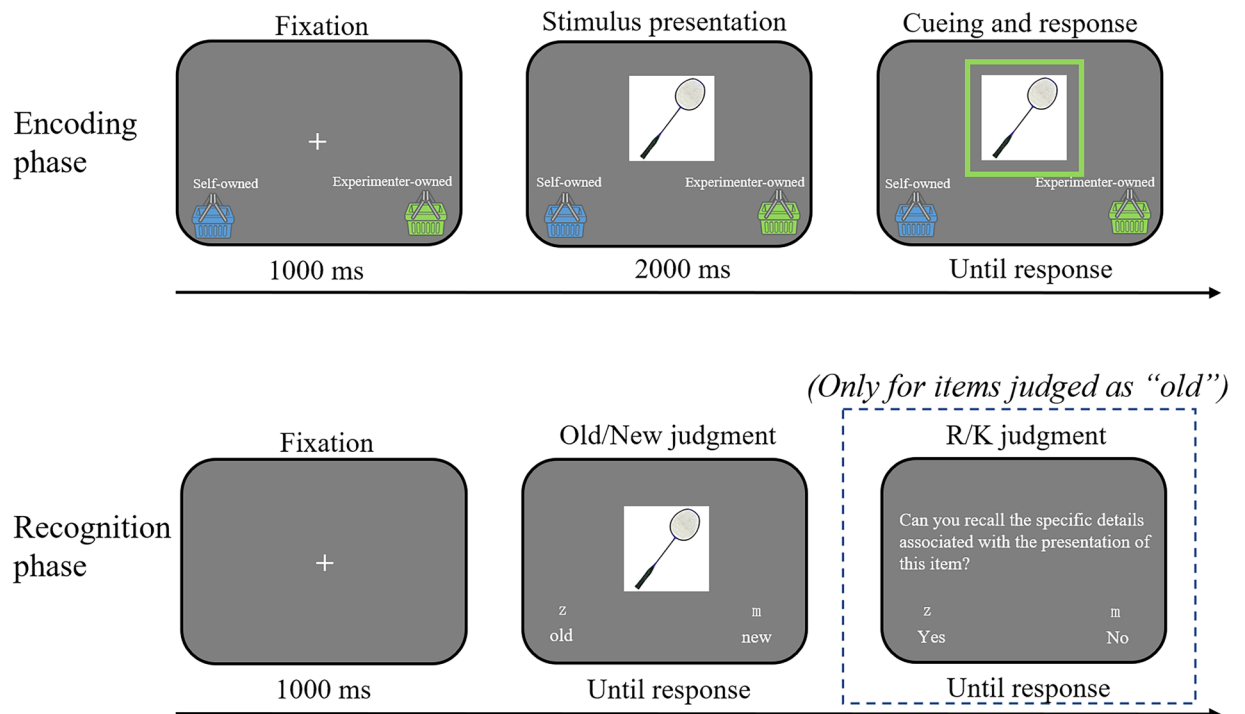 Fixation
Stimulus presentation
Cueing and response
Encoding
phase
+
Self-owned
Experimenter-owned
Self-owned
Experimenter-owned
Self-owned
Experimenter-owned
1000 ms
2000 ms
Until response
(Only for items judged as “old”)
Fixation
Old/New judgment
R/K judgment
Recognition
phase
+
Can you recall the specific details
associated with the presentation of
this item?
z
m
old
new
z
m
Yes
No
1000 ms
Until response
Until response